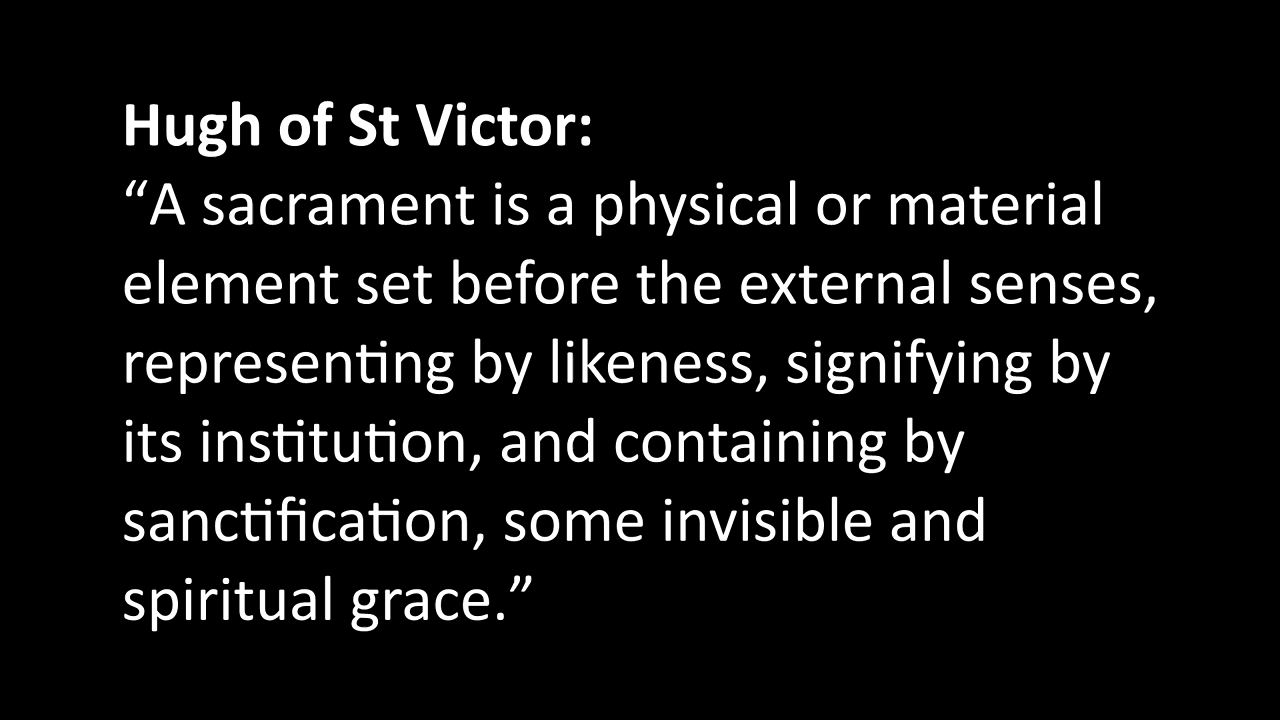 Hugh of St Victor:
“A sacrament is a physical or material
element set before the external senses,
representing by likeness, signifying by
its institution, and containing by
sanctification, some invisible and
spiritual grace.”